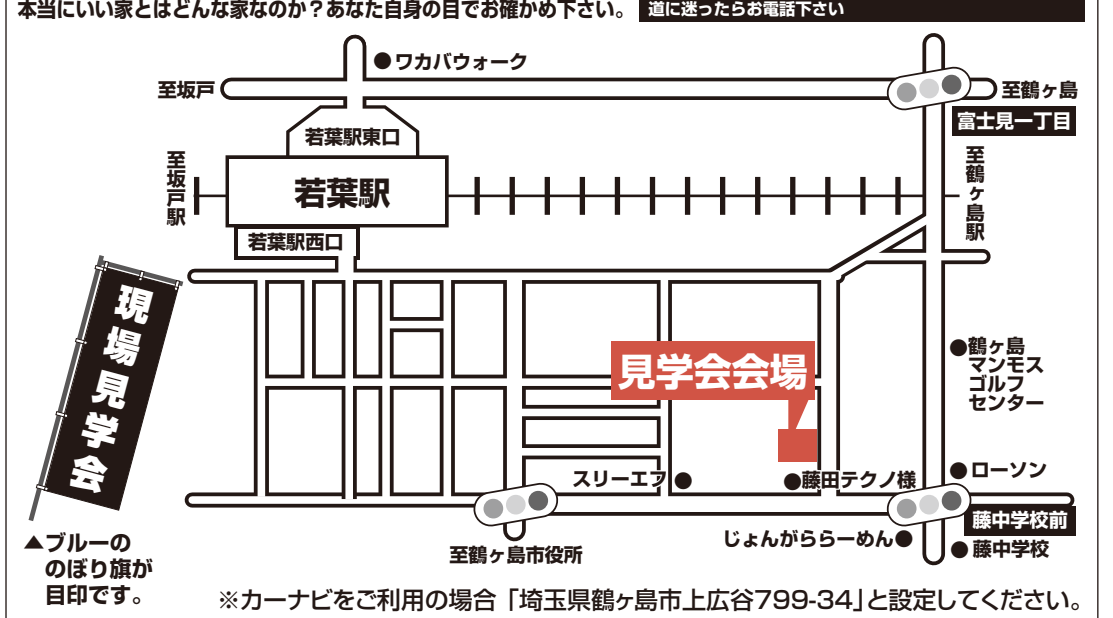 本当にいい家とはどんな家なのか？あなた自身の目でお確かめ下さい。 道に迷ったらお電話下さい
ワカバウォーク
至坂戸
至鶴ヶ島
富士見一丁目
若葉駅東口
至坂戸駅
若葉駅
至鶴ヶ島駅
若葉駅西口
現場見学会
見学会会場
鶴ヶ島
マンモス
ゴルフ
センター
スリーエフ
藤田テクノ様
ローソン
藤中学校前
じょんがららーめん
藤中学校
至鶴ヶ島市役所
▲ブルーの
のぼり旗が
目印です。
※カーナビをご利用の場合「埼玉県鶴ヶ島市上広谷799-34」と設定してください。